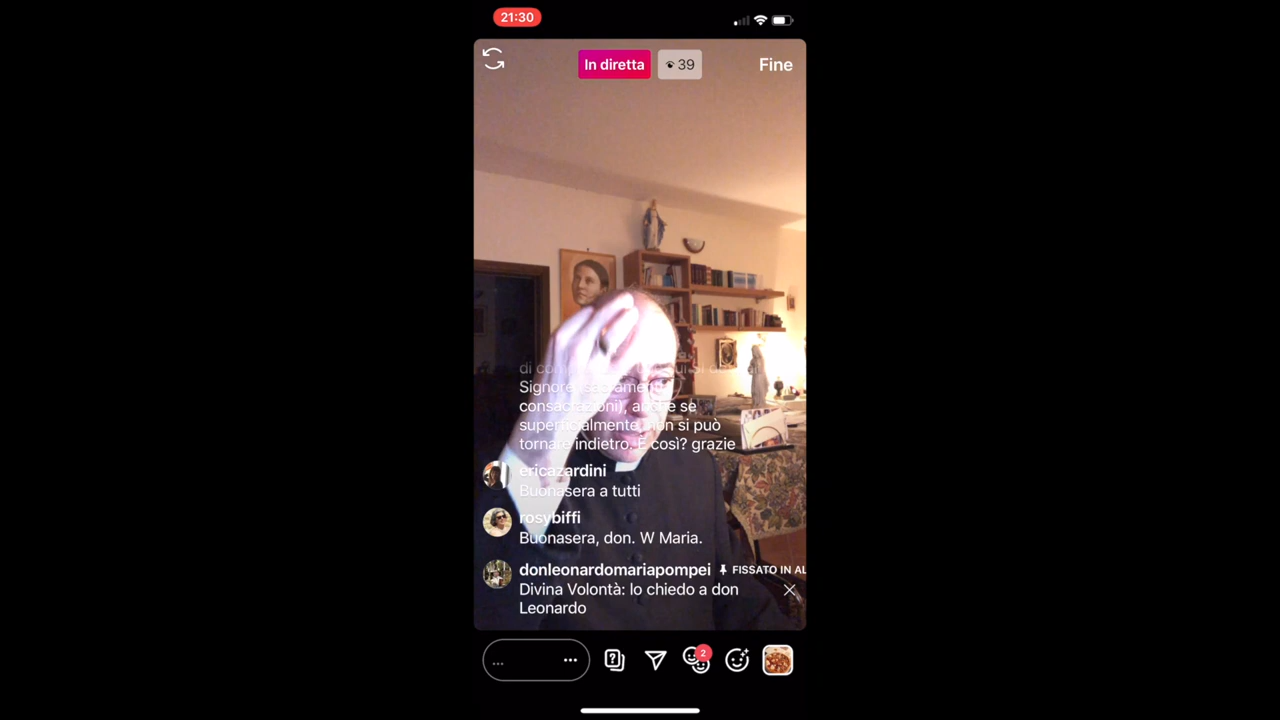 21:30
In diretta
39
Fine
Signore
consacrazioni), anche se
superficialmente, non si può
tornare indietro. È così? grazie
ericazardini
Buonasera a tutti
rosybiffi
Buonasera, don. W Maria.
donleonardomariapompei FISSATO IN AL
Divina Volontà: lo chiedo a don
Leonardo
...
2